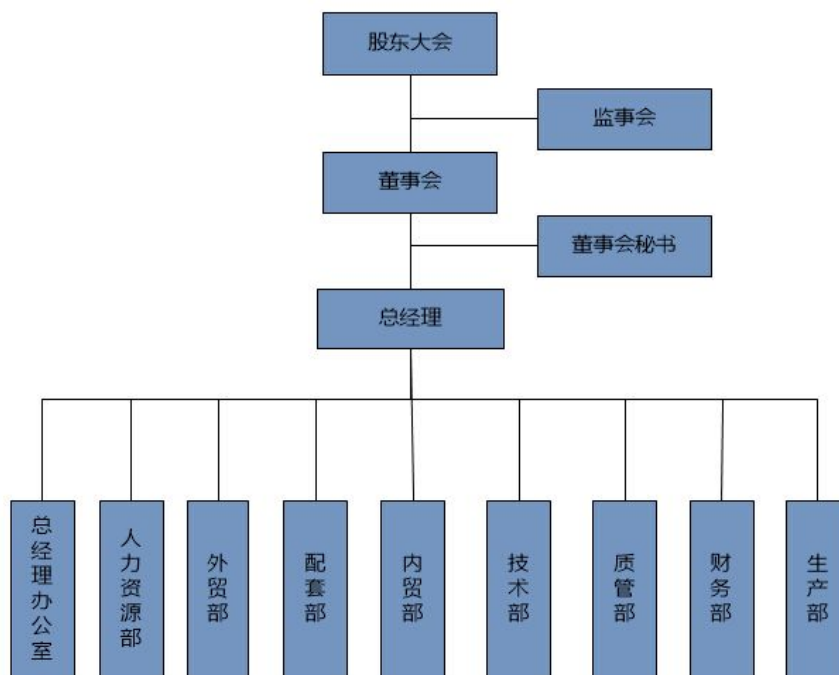 股东大会
监事会
董事会
董事会秘书
总经理
总经理办公室
人力资源部
外贸部
配套部
内贸部
技术部
质管部
财务部
生产部